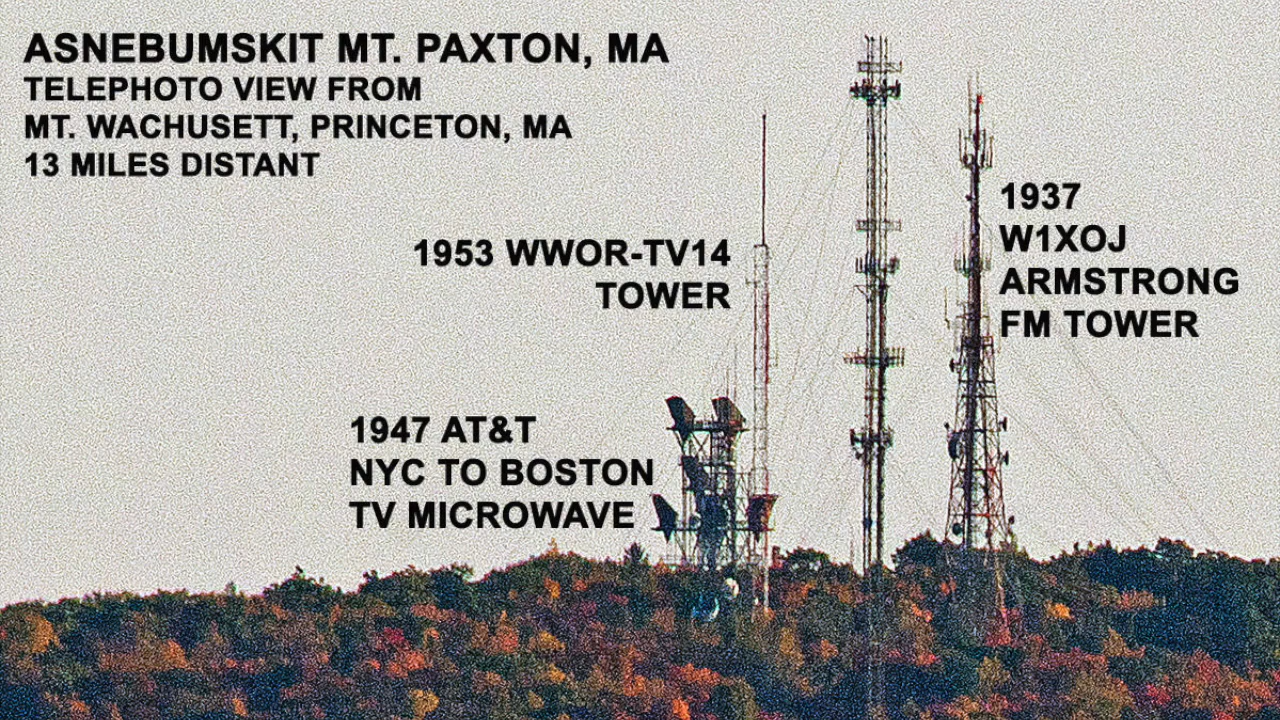 ASNEBUMSKIT MT. PAXTON, MA
TELEPHOTO VIEW FROM
MT. WACHUSETT, PRINCETON, MA
13 MILES DISTANT
1937
W1XOJ
ARMSTRONG
FM TOWER
1953 WWOR-TV14
TOWER
1947 AT&T
NYC TO BOSTON
TV MICROWAVE